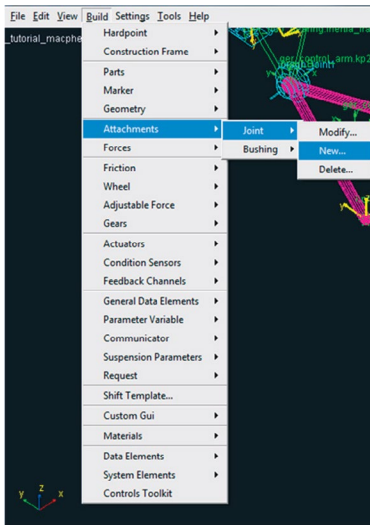 File Edit View Build Settings Tools Help
_tutorial_macphe
Hardpoint
Construction Frame
Parts
Marker
Geometry
Attachments
Joint
Modify...
Forces
Bushing
New...
Friction
Delete...
Wheel
Adjustable Force
Gears
Actuators
Condition Sensors
Feedback Channels
General Data Elements
Parameter Variable
Communicator
Suspension Parameters
Request
Shift Template...
Custom Gui
Materials
Data Elements
System Elements
Controls Toolkit
y z x